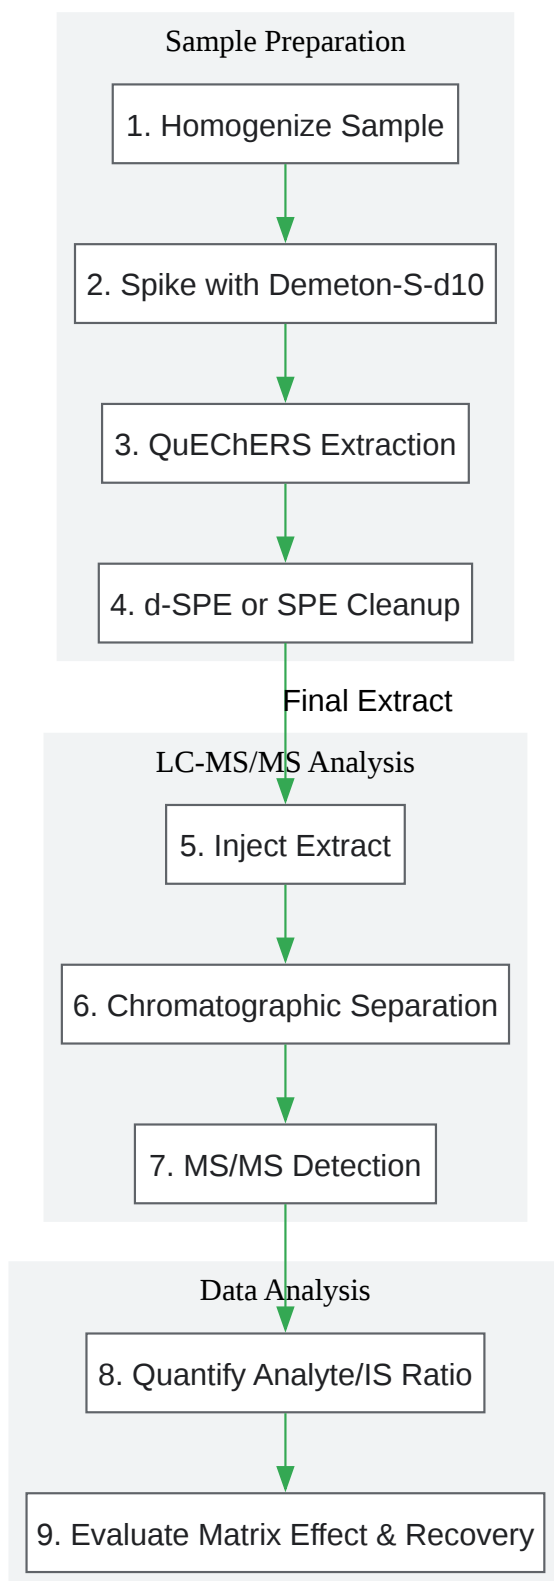 Sample Preparation
1. Homogenize Sample
2. Spike with Demeton-S-d10
3. QuEChERS Extraction
4. d-SPE or SPE Cleanup
Final Extract
LC-MS/MS Analysis
5. Inject Extract
6. Chromatographic Separation
7. MS/MS Detection
Data Analysis
8. Quantify Analyte/IS Ratio
9. Evaluate Matrix Effect & Recovery